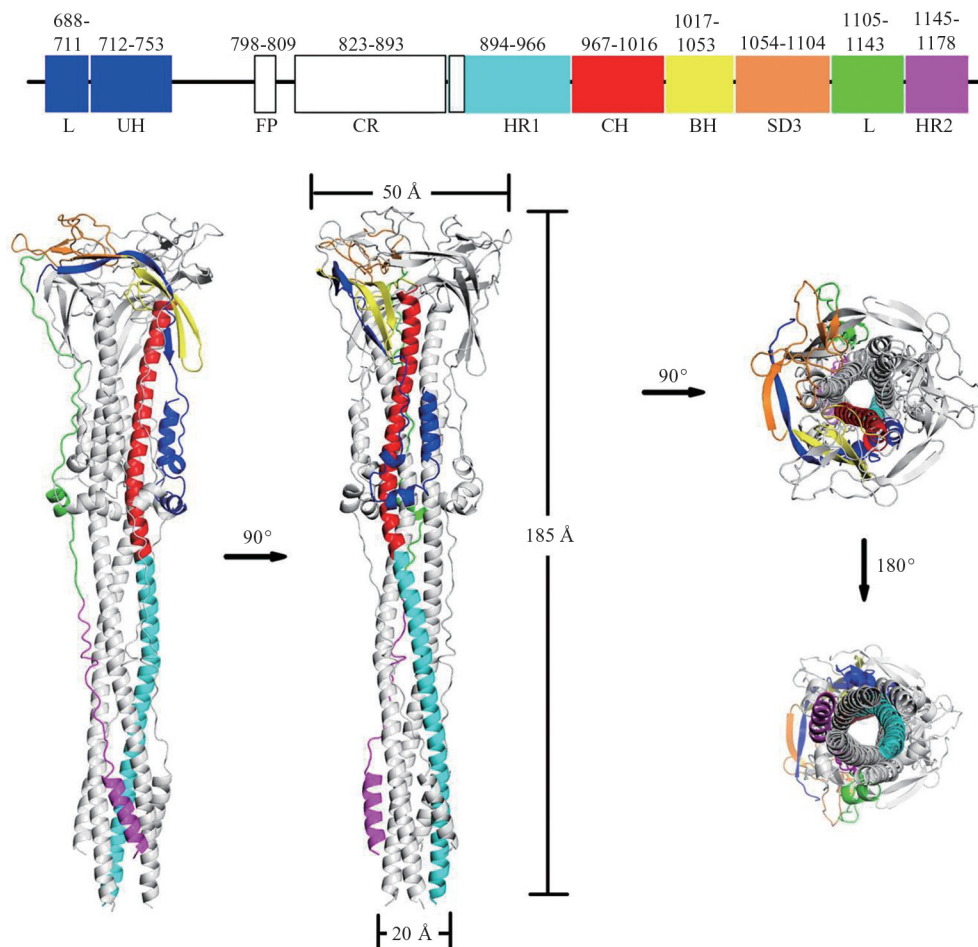 688-
711
712-753
798-809
823-893
894-966
967-1016
1017-
1053
1054-1104
1105-
1143
1145-
1178
L
UH
FP
CR
HR1
CH
BH
SD3
L
HR2
50 Å
90°
185 Å
90°
180°
20 Å